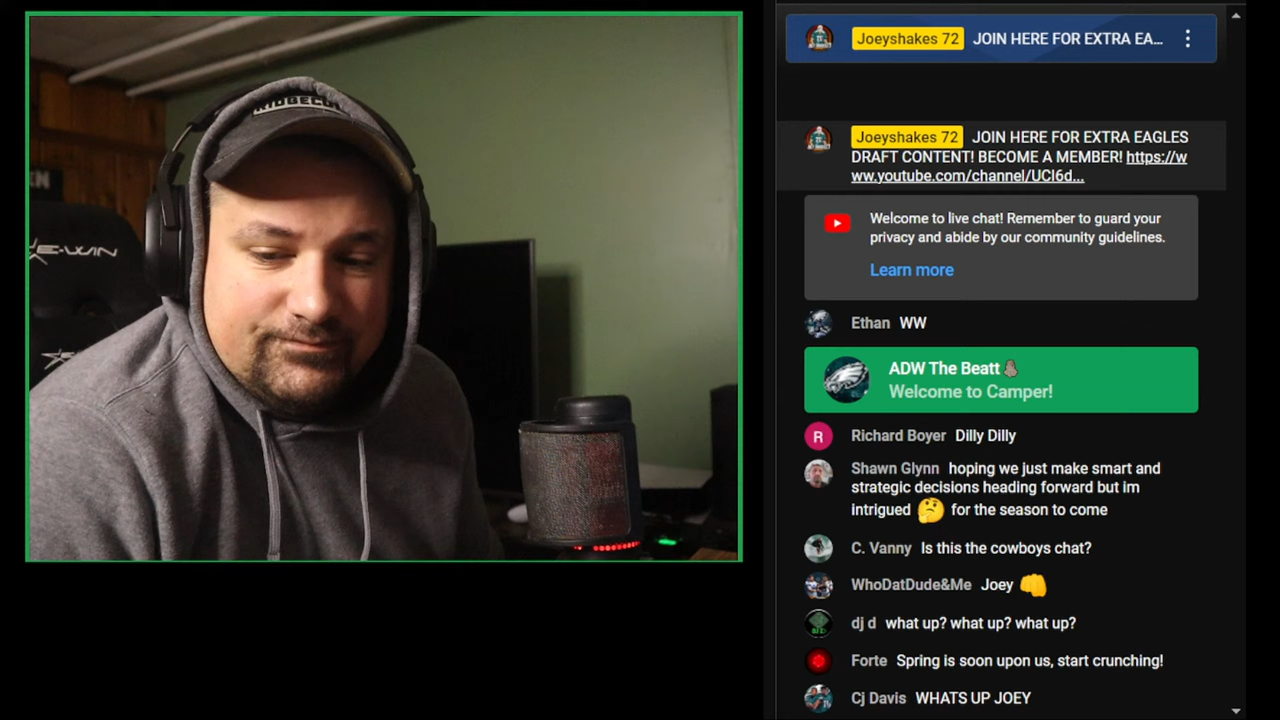 RIDGECU
E-WIN
Joeyshakes 72 JOIN HERE FOR EXTRA EA...
Joeyshakes 72 JOIN HERE FOR EXTRA EAGLES
DRAFT CONTENT! BECOME A MEMBER! https://w
ww.youtube.com/channel/UCl6d...
Welcome to live chat! Remember to guard your
privacy and abide by our community guidelines.
Learn more
Ethan WW
ADW The Beatt
Welcome to Camper!
R Richard Boyer Dilly Dilly
Shawn Glynn hoping we just make smart and
strategic decisions heading forward but im
intrigued 🤔 for the season to come
C. Vanny Is this the cowboys chat?
WhoDatDude&Me Joey 👊
dj d what up? what up? what up?
Forte Spring is soon upon us, start crunching!
Cj Davis WHATS UP JOEY